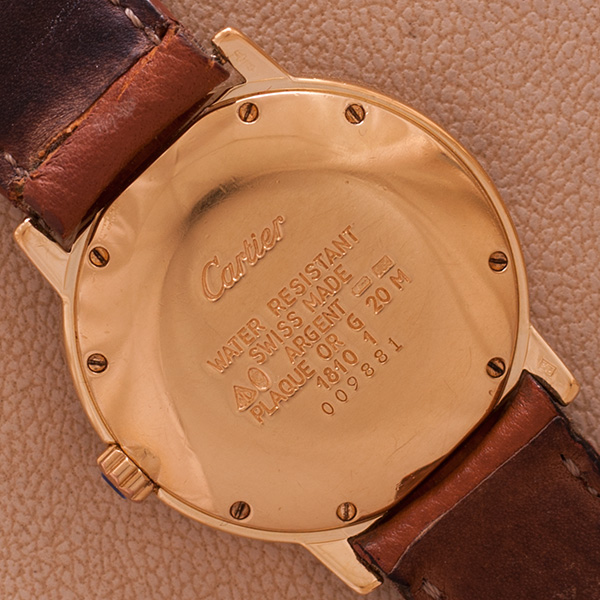 Cartier
WATER RESISTANT
SWISS MADE
ARGENT
PLAQUE OR G 20 M
1810 1
009881